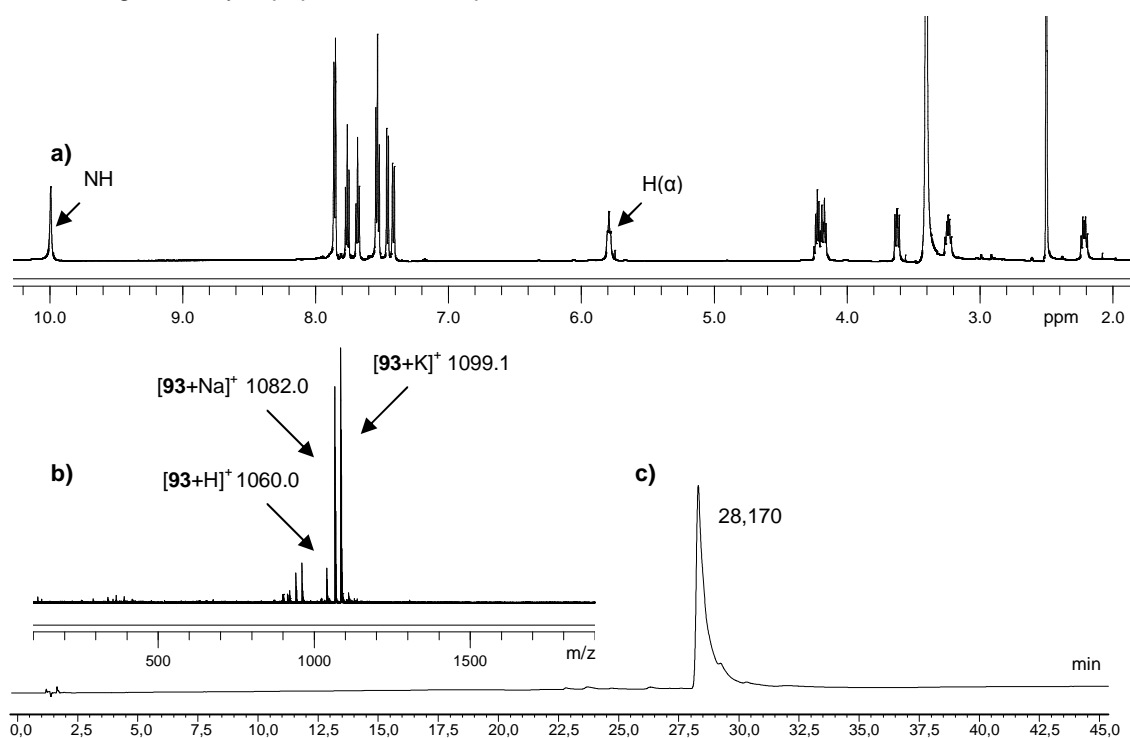 a)
NH
H(α)
10.0 9.0 8.0 7.0 6.0 5.0 4.0 3.0 ppm 2.0
[93+K]⁺ 1099.1
[93+Na]⁺ 1082.0
b)
[93+H]⁺ 1060.0
c)
28,170
500 1000 1500 m/z
min
0,0 2,5 5,0 7,5 10,0 12,5 15,0 17,5 20,0 22,5 25,0 27,5 30,0 32,5 35,0 37,5 40,0 42,5 45,0